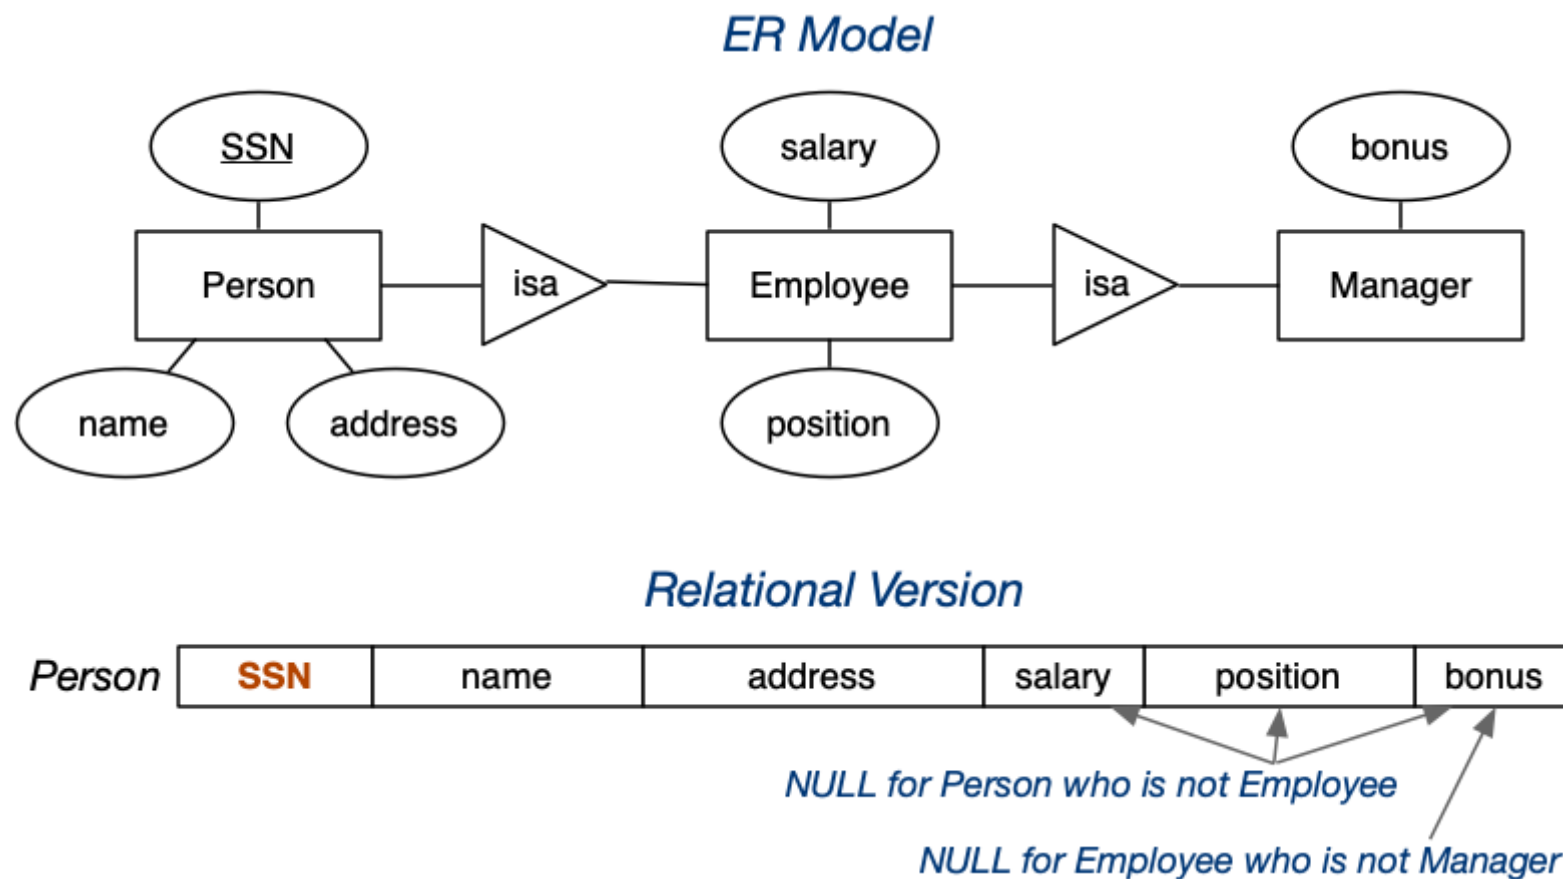 ER Model
SSN
salary
bonus
Person
isa
Employee
isa
Manager
name
address
position
Relational Version
Person SSN name address salary position bonus
NULL for Person who is not Employee
NULL for Employee who is not Manager